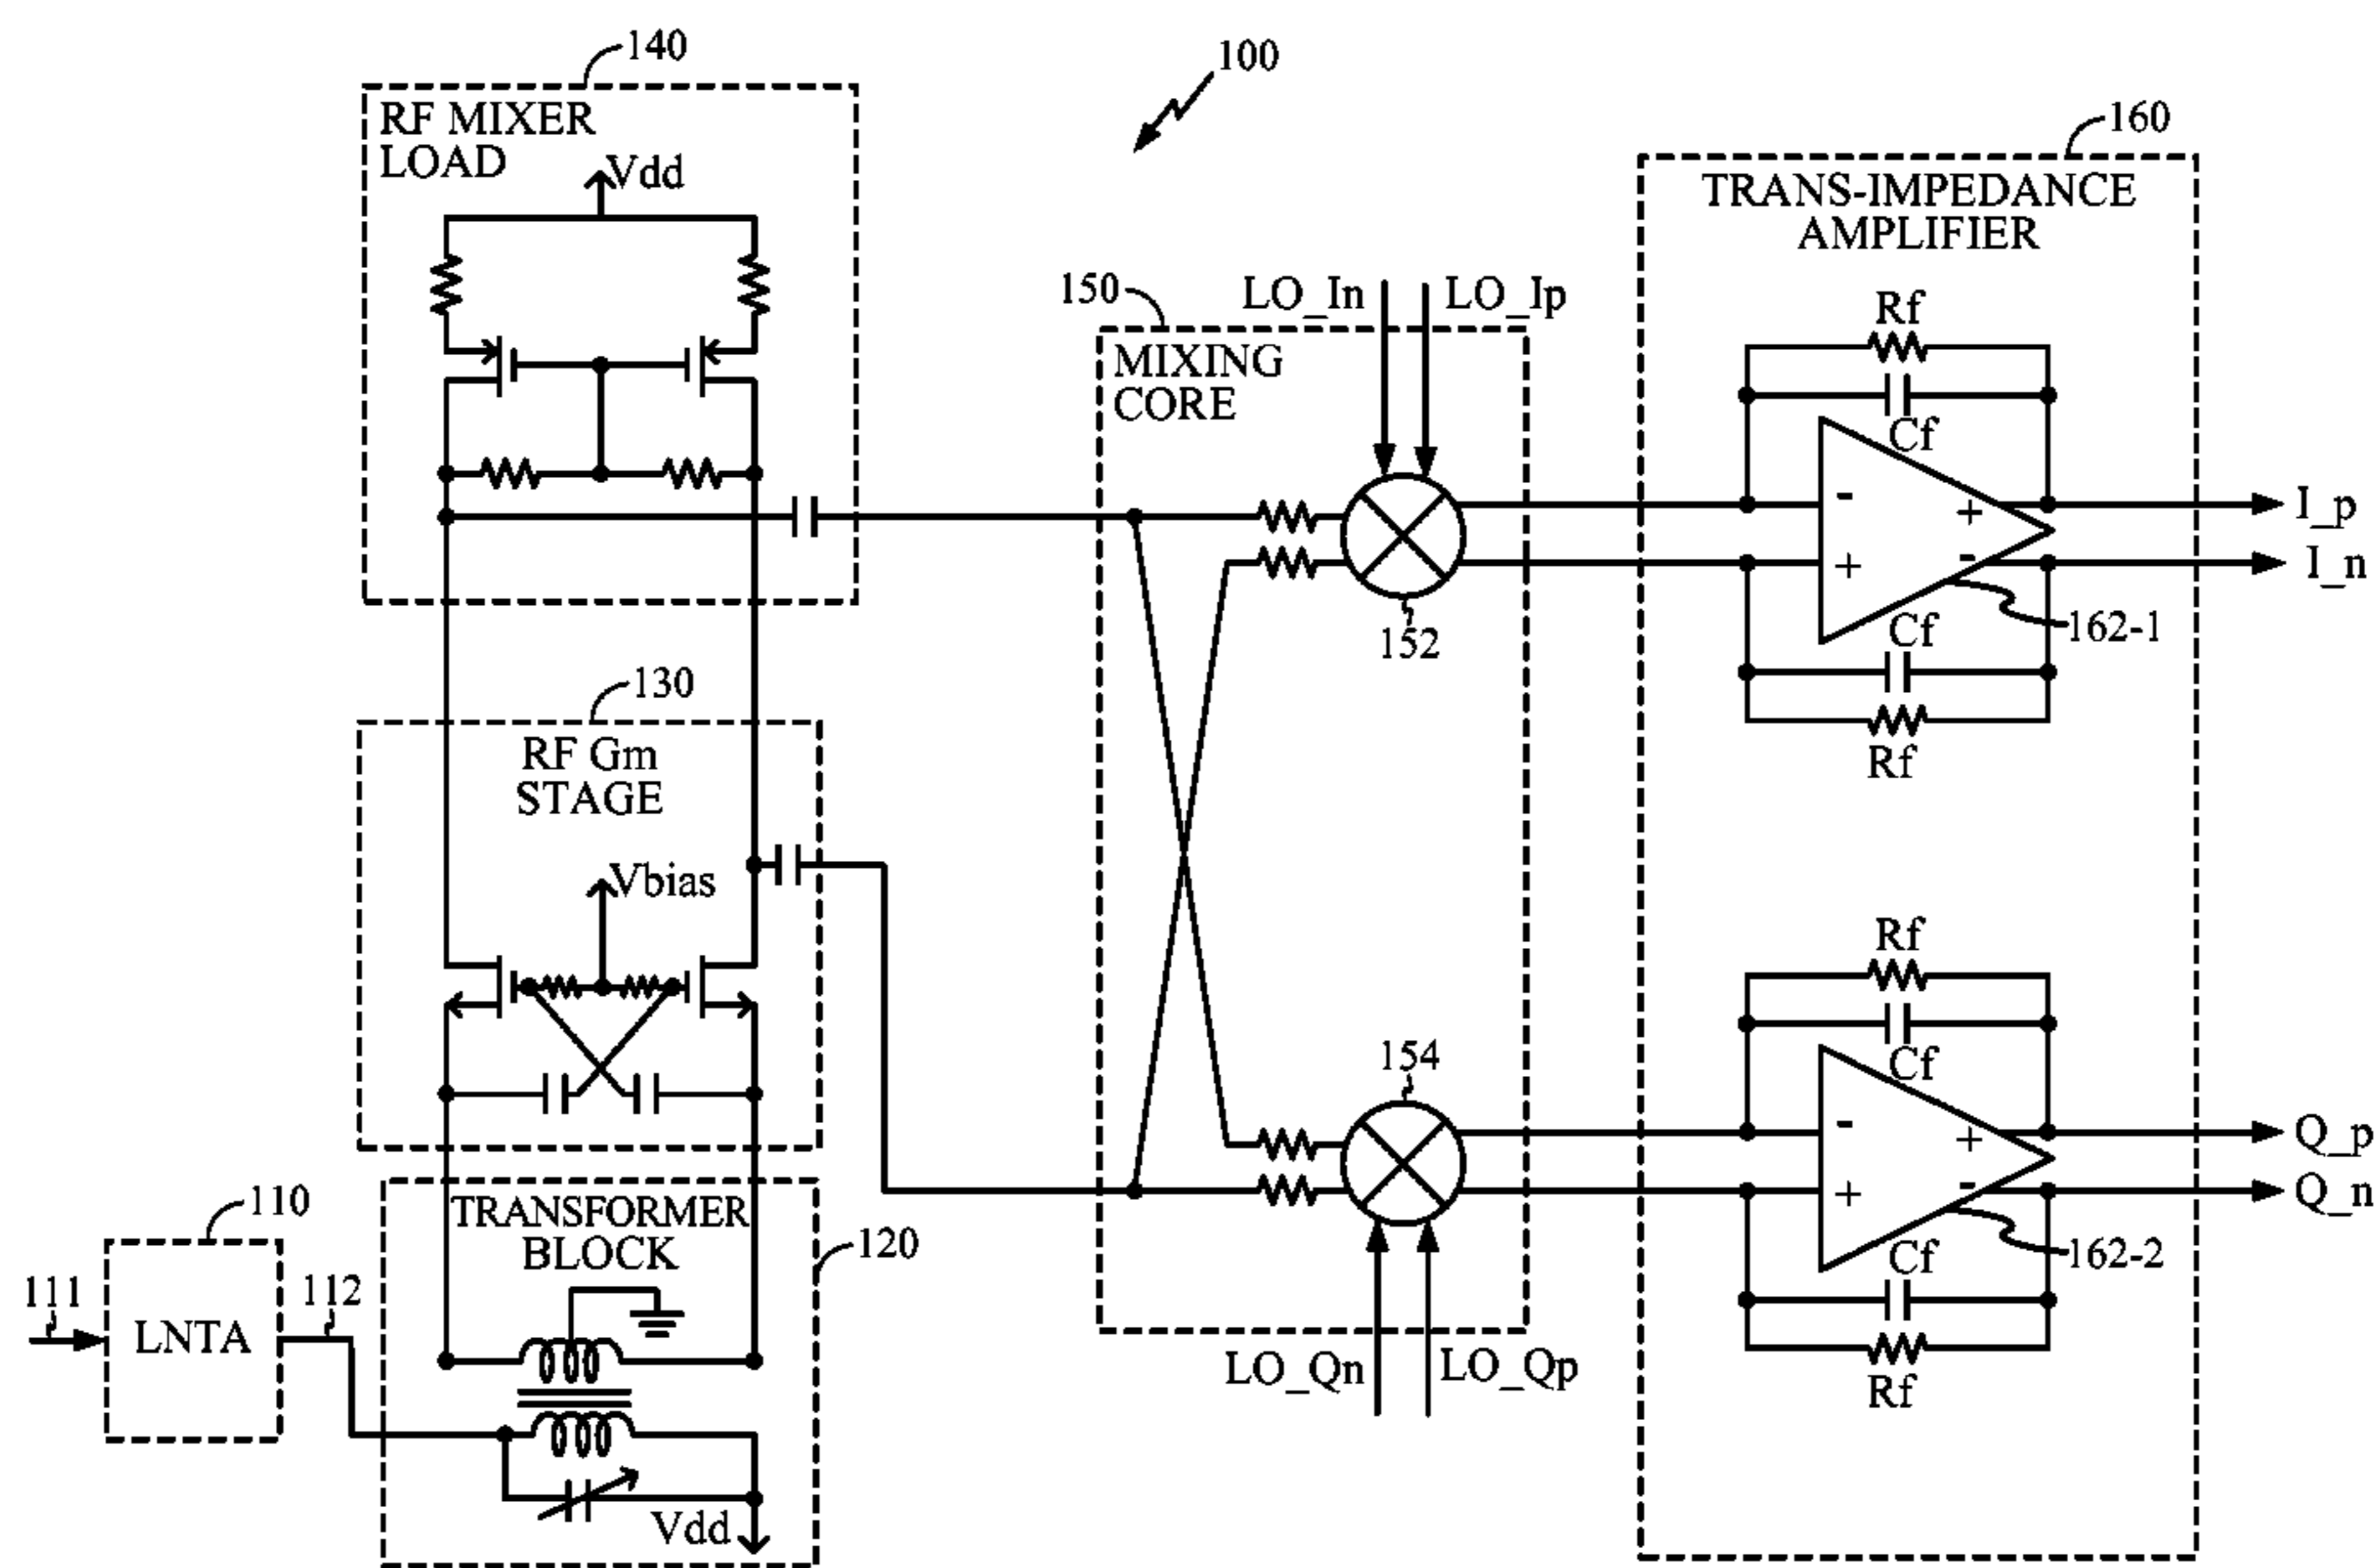 140
100
160
RF MIXER
LOAD
Vdd
TRANS-IMPEDANCE
AMPLIFIER
150
LO_In
LO_Ip
MIXING
CORE
Rf
Cf
-
+
+
-
I_p
I_n
152
Cf
162-1
Rf
130
RF Gm
STAGE
Vbias
154
Rf
Cf
-
+
+
-
Q_p
Q_n
Cf
162-2
Rf
110
TRANSFORMER
BLOCK
120
111
LNTA
112
LO_Qn
LO_Qp
Vdd